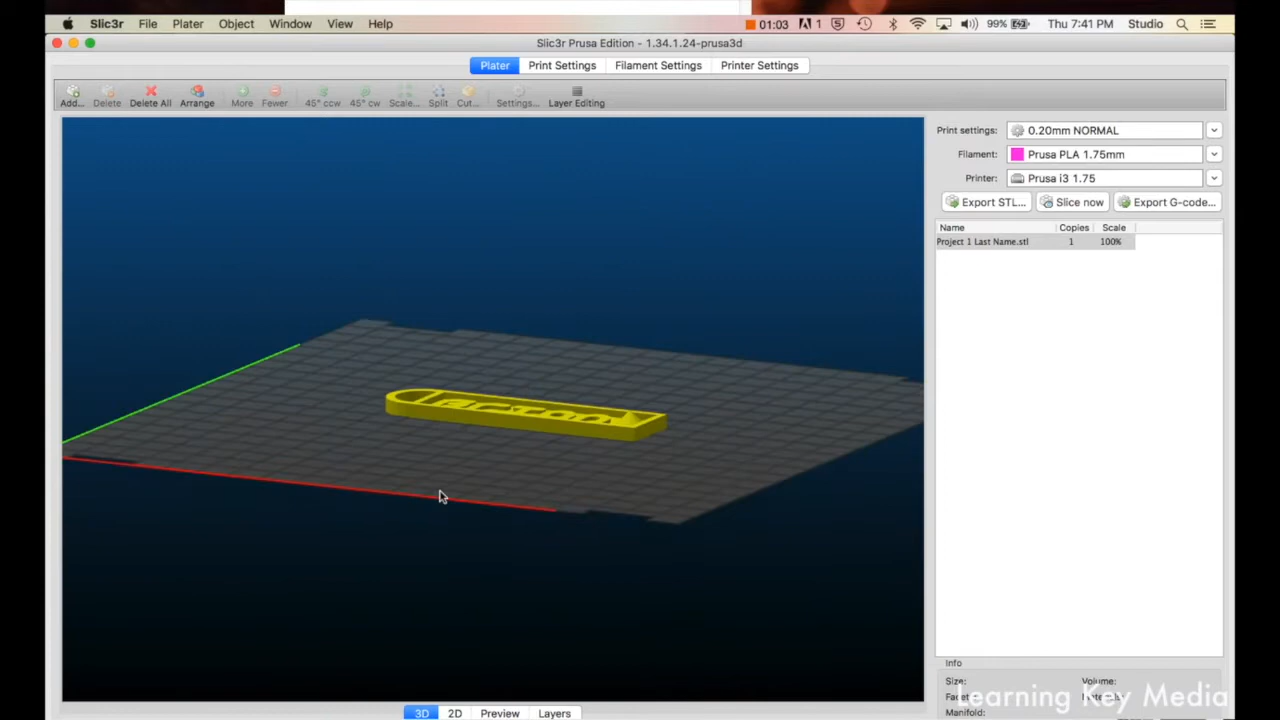 Slic3r File Plater Object Window View Help 01:03 1 99% Thu 7:41 PM Studio
Slic3r Prusa Edition - 1.34.1.24-prusa3d
Plater Print Settings Filament Settings Printer Settings
Add... Delete Delete All Arrange More Fewer 45° ccw 45° cw Scale... Split Cut... Settings... Layer Editing
Print settings: 0.20mm NORMAL
Filament: Prusa PLA 1.75mm
Printer: Prusa i3 1.75
Export STL... Slice now Export G-code...
Name Copies Scale
Project 1 Last Name.stl 1 100%
Info
Size: Volume:
Manifold:
Learning Key Media
3D 2D Preview Layers